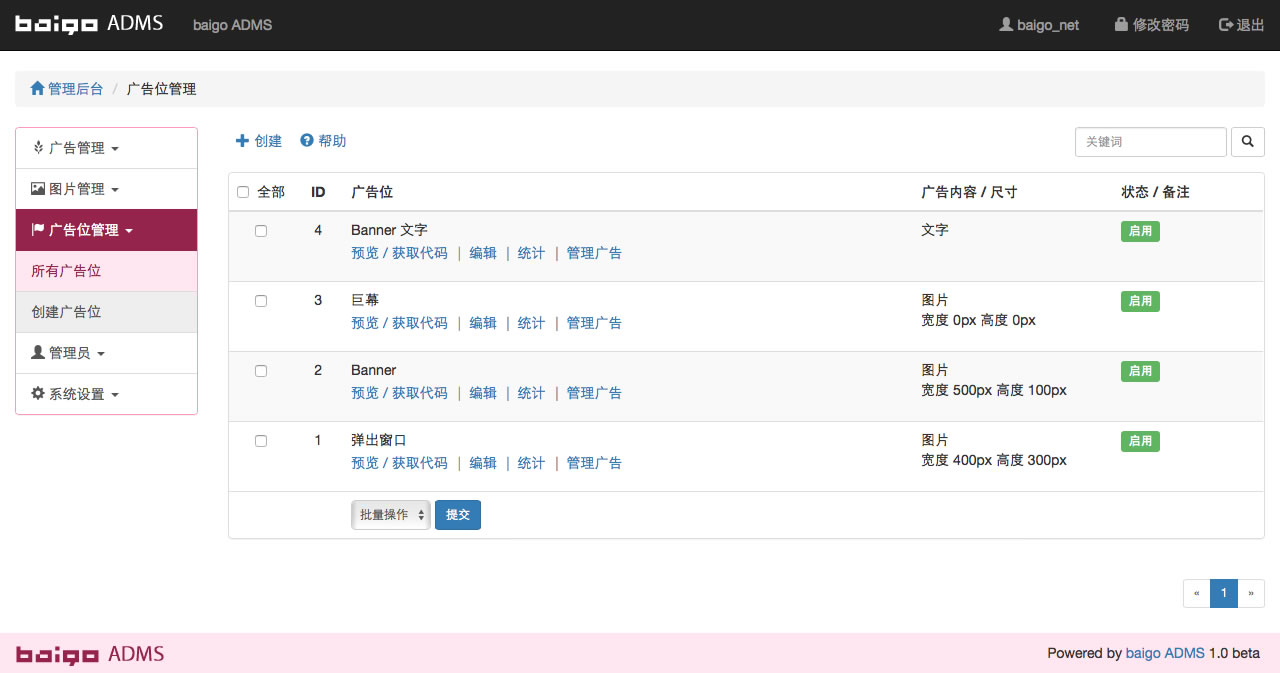 baigo ADMS baigo ADMS baigo_net 修改密码 退出
管理后台 / 广告位管理
广告管理
图片管理
广告位管理
所有广告位
创建广告位
管理员
系统设置
创建 帮助 关键词
全部 ID 广告位 广告内容 / 尺寸 状态 / 备注
4 Banner 文字 文字 启用
预览 / 获取代码 | 编辑 | 统计 | 管理广告
3 巨幕 图片 启用
预览 / 获取代码 | 编辑 | 统计 | 管理广告 宽度 0px 高度 0px
2 Banner 图片 启用
预览 / 获取代码 | 编辑 | 统计 | 管理广告 宽度 500px 高度 100px
1 弹出窗口 图片 启用
预览 / 获取代码 | 编辑 | 统计 | 管理广告 宽度 400px 高度 300px
批量操作 提交
« 1 »
baigo ADMS Powered by baigo ADMS 1.0 beta